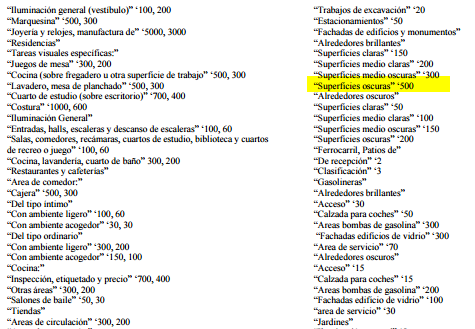 “Iluminación general (vestíbulo)” ‘100, 200
“Marquesina” ‘500, 300
“Joyería y relojes, manufactura de” ‘5000, 3000
“Residencias”
“Tareas visuales especificas:”
“Juegos de mesa” ‘300, 200
“Cocina (sobre fregadero u otra superficie de trabajo” ‘500, 300
“Lavadero, mesa de planchado” ‘500, 300
“Cuarto de estudio (sobre escritorio)” ‘700, 400
“Costura” ‘1000, 600
“Iluminación General”
“Entradas, halls, escaleras y descanso de escaleras” ‘100, 60
“Salas, comedores, recámaras, cuartos de estudio, biblioteca y cuartos
de recreo o juego” ‘100, 60
“Cocina, lavandería, cuarto de baño” 300, 200
“Restaurantes y cafeterías”
“Area de comedor:”
“Cajera” ‘500, 300
“Del tipo íntimo”
“Con ambiente ligero” ‘100, 60
“Con ambiente acogedor” ‘30, 30
“Del tipo ordinario”
“Con ambiente ligero” ‘300, 200
“Con ambiente acogedor” ‘150, 100
“Cocina:”
“Inspección, etiquetado y precio” ‘700, 400
“Otras áreas” ‘300, 200
“Salones de baile” ‘50, 30
“Tiendas”
“Areas de circulación” ‘300, 200
“Trabajos de excavación” ‘20
“Estacionamientos” ‘50
“Fachadas de edificios y monumentos”
“Alrededores brillantes”
“Superficies claras” ‘150
“Superficies medio claras” ‘200
“Superficies medio oscuras” ‘300
“Superficies oscuras” ‘500
“Alrededores oscuros”
“Superficies claras” ‘50
“Superficies medio claras” ‘100
“Superficies medio oscuras” ‘150
“Superficies oscuras” ‘200
“Ferrocarril, Patios de”
“De recepción” ‘2
“Clasificación” ‘3
“Gasolineras”
“Alrededores brillantes”
“Acceso” ‘30
“Calzada para coches” ‘50
“Areas bombas de gasolina” ‘300
“Fachadas edificios de vidrio” ‘300
“Area de servicio” ‘70
“Alrededores oscuros”
“Acceso” ‘15
“Calzada para coches” ‘15
“Areas bombas de gasolina” ‘200
“Fachada edificios de vidrio” ‘100
“area de servicio” ‘30
“Jardines”